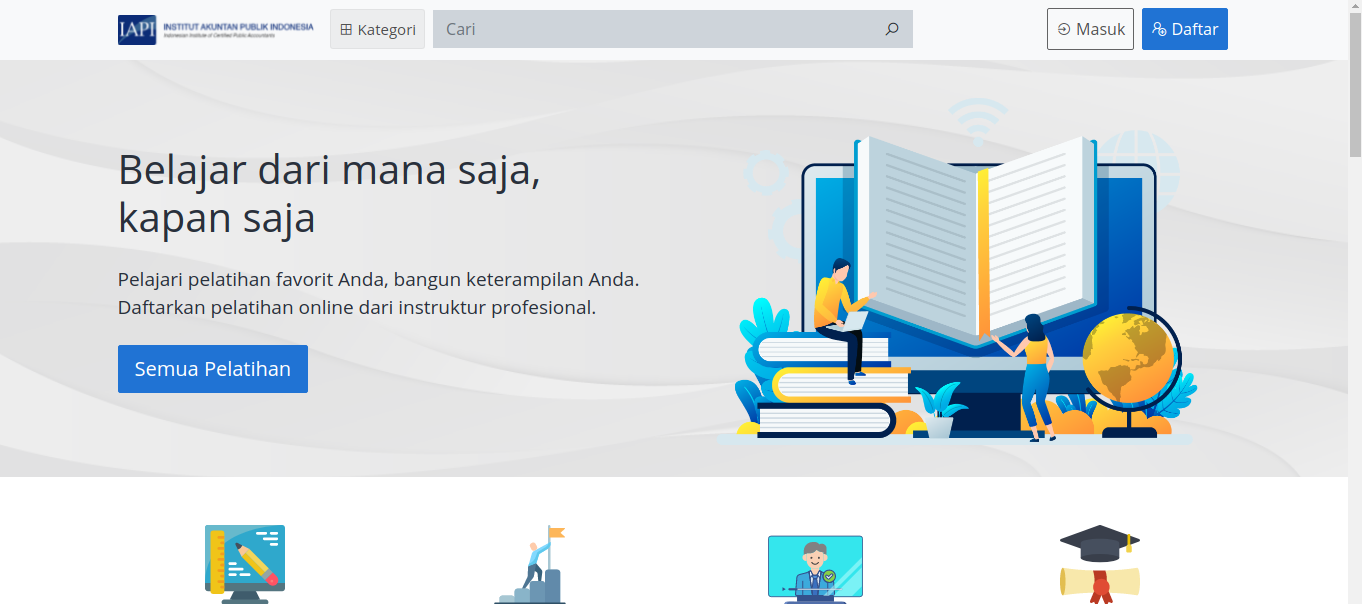 IAPI
INSTITUT AKUNTAN PUBLIK INDONESIA
Indonesian Institute of Certified Public Accountants
Kategori
Cari
Masuk
Daftar
Belajar dari mana saja,
kapan saja
Pelajari pelatihan favorit Anda, bangun keterampilan Anda.
Daftarkan pelatihan online dari instruktur profesional.
Semua Pelatihan